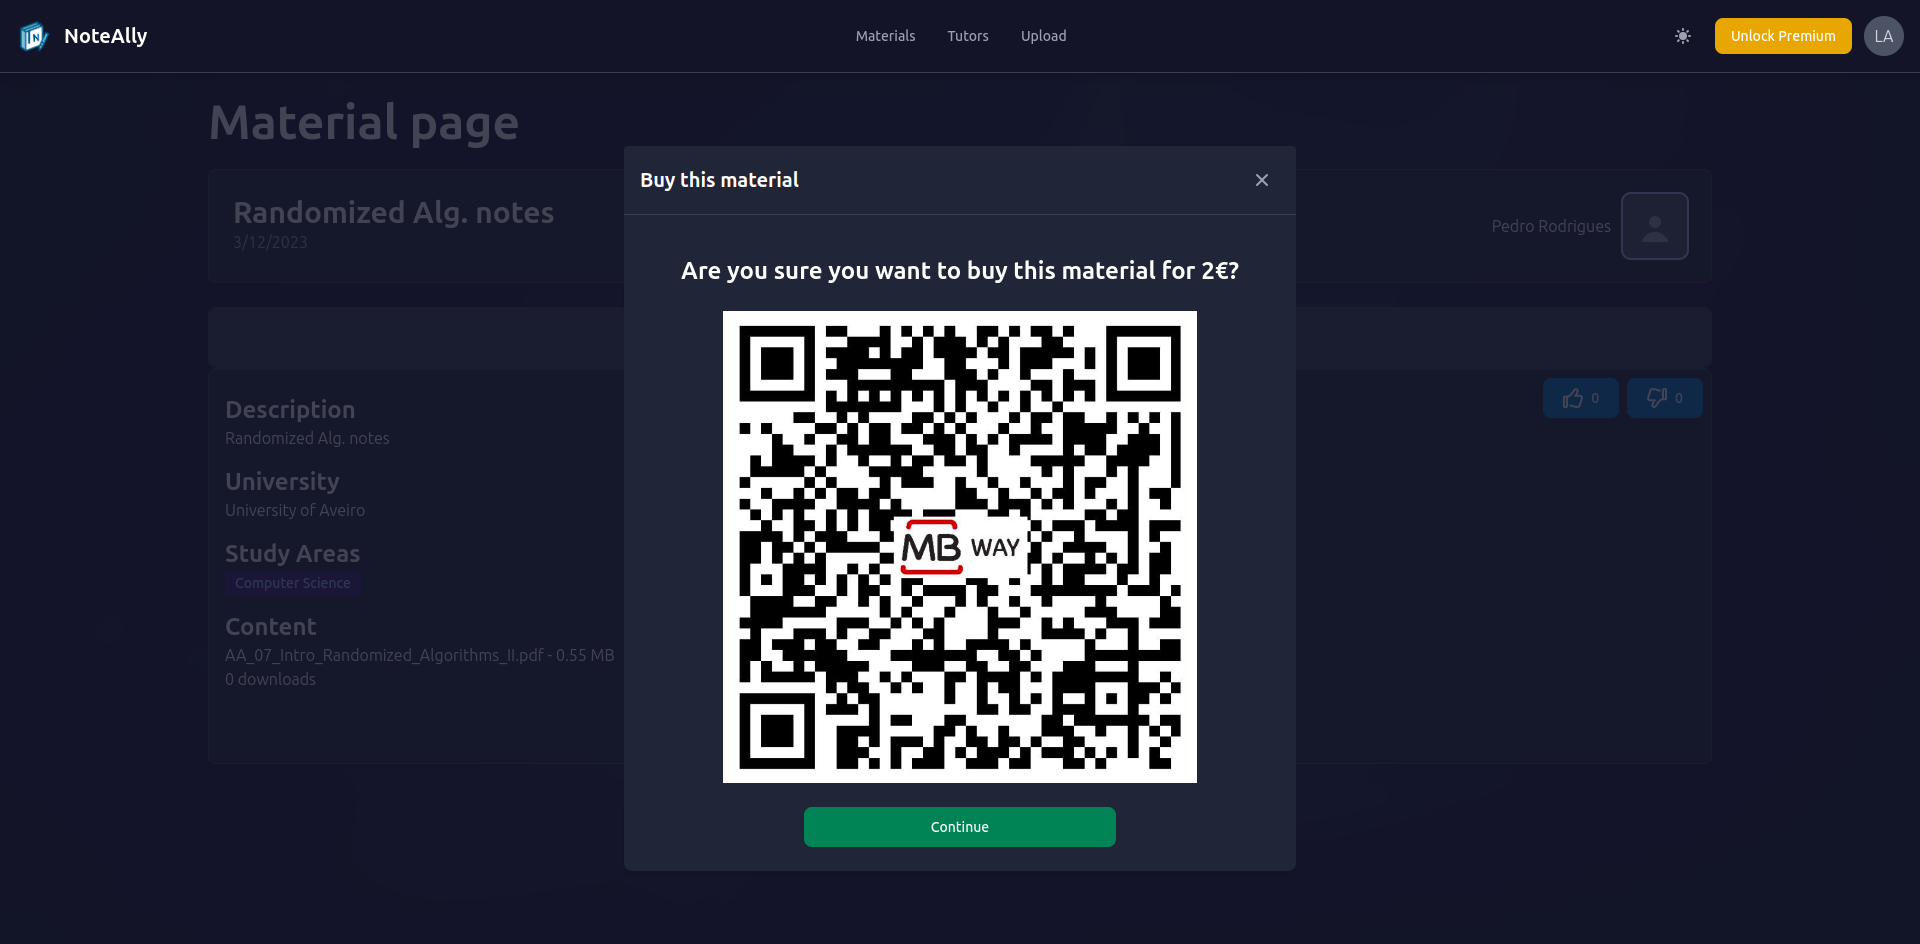 NoteAlly
Materials
Tutors
Upload
Unlock Premium
LA
Material page
Randomized Alg. notes
3/12/2023
Pedro Rodrigues
Buy this material
Are you sure you want to buy this material for 2€?
MB WAY
Continue
0
0
Description
Randomized Alg. notes
University
University of Aveiro
Study Areas
Computer Science
Content
AA_07_Intro_Randomized_Algorithms_II.pdf - 0.55 MB
0 downloads